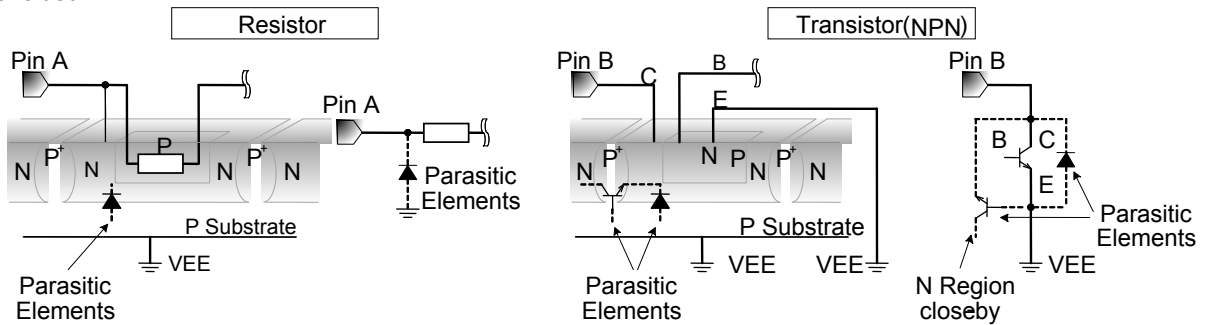 Resistor
Transistor(NPN)
Pin A
Pin A
Pin B
C
B
E
Pin B
P
N
P+
N
P+
N
N
Parasitic
Elements
N
P+
N
P
P+
N
N
B
C
E
P Substrate
VEE
P Substrate
VEE
VEE
VEE
Parasitic
Elements
Parasitic
Elements
N Region
closeby
Parasitic
Elements